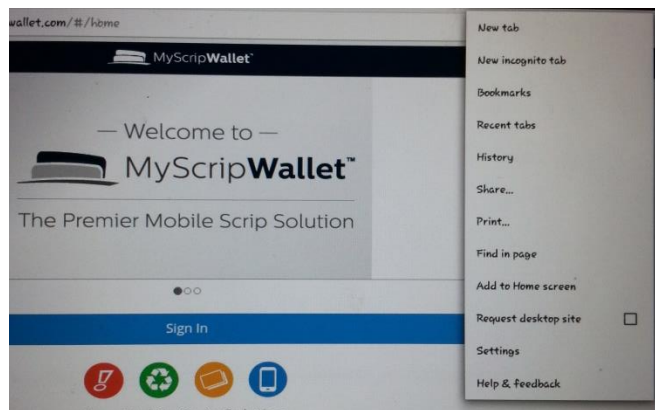 wallet.com/#/home
MyScripWallet™
— Welcome to —
MyScripWallet™
The Premier Mobile Scrip Solution
Sign In
New tab
New incognito tab
Bookmarks
Recent tabs
History
Share...
Print...
Find in page
Add to Home screen
Request desktop site
Settings
Help & feedback